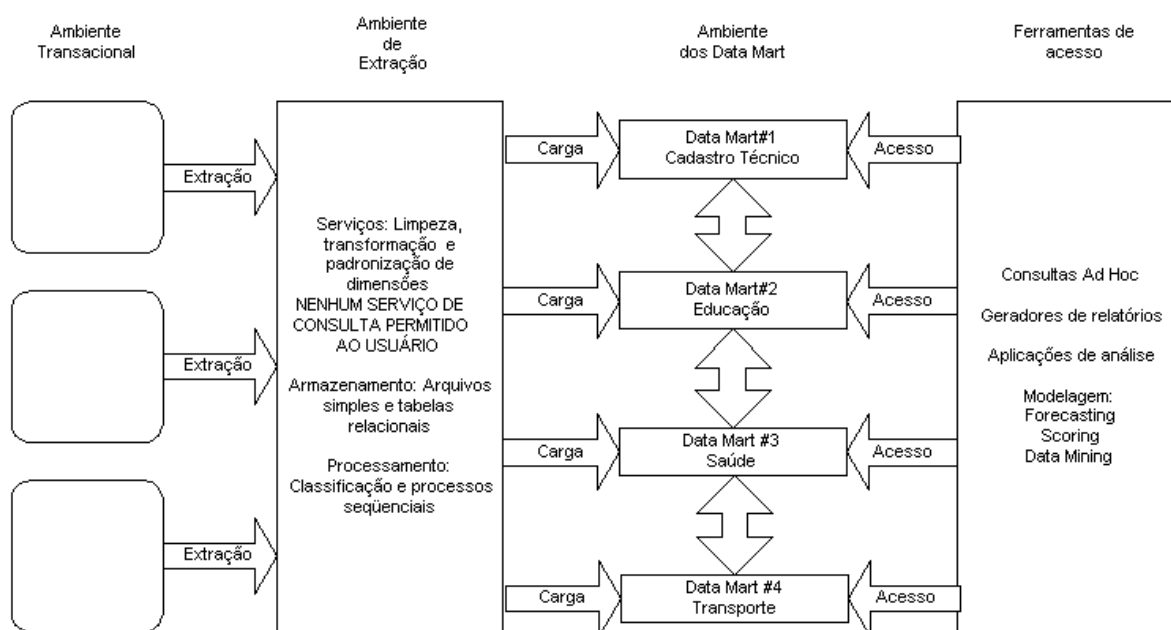 Ambiente
Transacional
Ambiente
de
Extração
Ambiente
dos Data Mart
Ferramentas de
acesso
Extração
Extração
Extração
Serviços: Limpeza,
transformação e
padronização de
dimensões
NENHUM SERVIÇO DE
CONSULTA PERMITIDO
AO USUÁRIO
Armazenamento: Arquivos
simples e tabelas
relacionais
Processamento:
Classificação e processos
seqüenciais
Carga
Carga
Carga
Carga
Data Mart#1
Cadastro Técnico
Data Mart#2
Educação
Data Mart #3
Saúde
Data Mart #4
Transporte
Acesso
Acesso
Acesso
Acesso
Consultas Ad Hoc
Geradores de relatórios
Aplicações de análise
Modelagem:
Forecasting
Scoring
Data Mining